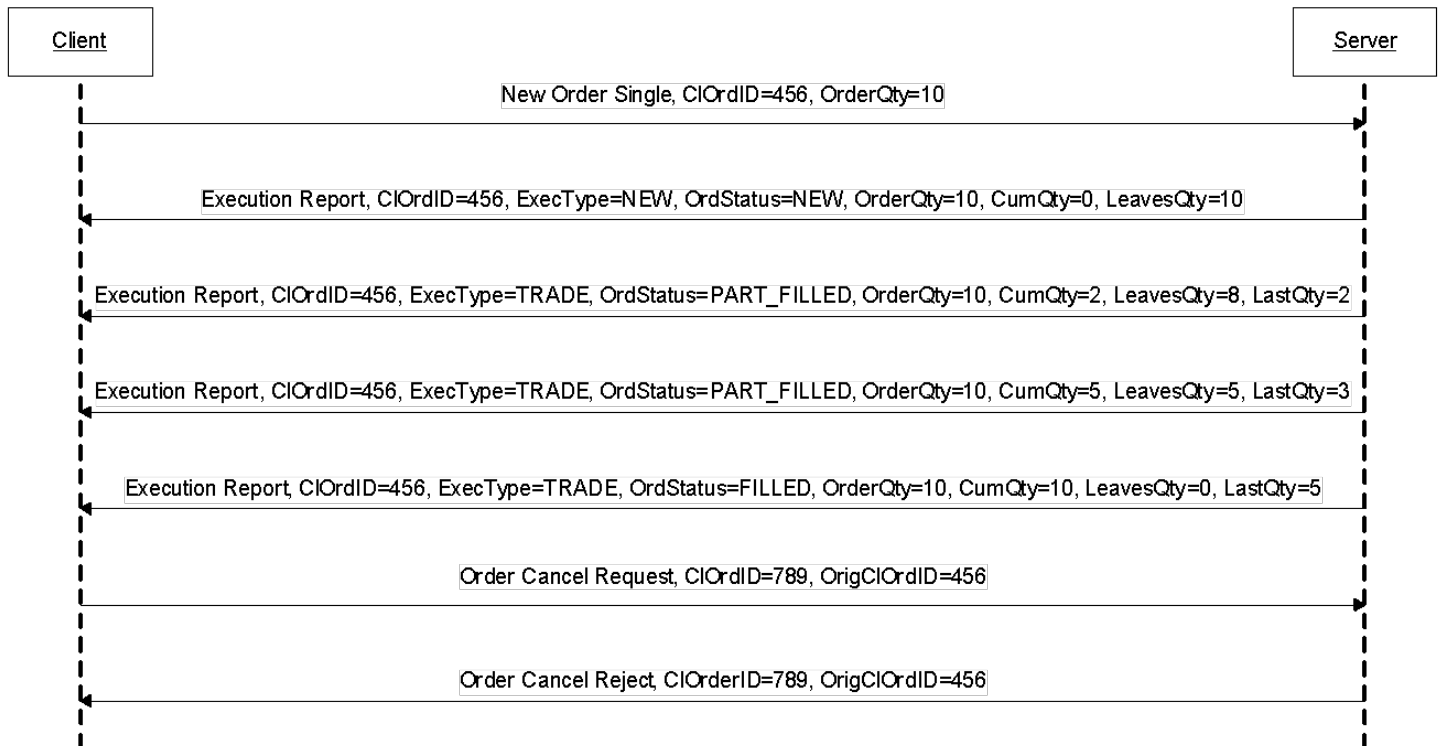 Client
Server
New Order Single, ClOrdID=456, OrderQty=10
Execution Report, ClOrdID=456, ExecType=NEW, OrdStatus=NEW, OrderQty=10, CumQty=0, LeavesQty=10
Execution Report, ClOrdID=456, ExecType=TRADE, OrdStatus=PART_FILLED, OrderQty=10, CumQty=2, LeavesQty=8, LastQty=2
Execution Report, ClOrdID=456, ExecType=TRADE, OrdStatus=PART_FILLED, OrderQty=10, CumQty=5, LeavesQty=5, LastQty=3
Execution Report, ClOrdID=456, ExecType=TRADE, OrdStatus=FILLED, OrderQty=10, CumQty=10, LeavesQty=0, LastQty=5
Order Cancel Request, ClOrdID=789, OrigClOrdID=456
Order Cancel Reject, ClOrderID=789, OrigClOrdID=456